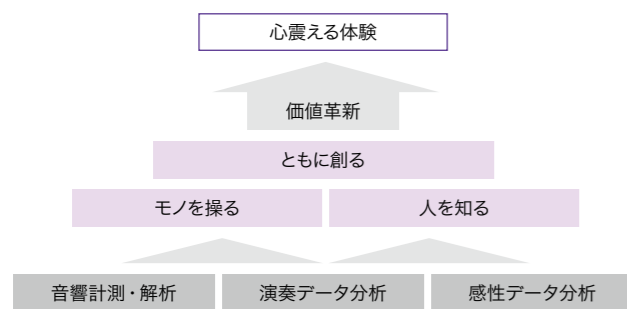 心震える体験
価値革新
ともに創る
モノを操る
人を知る
音響計測・解析
演奏データ分析
感性データ分析